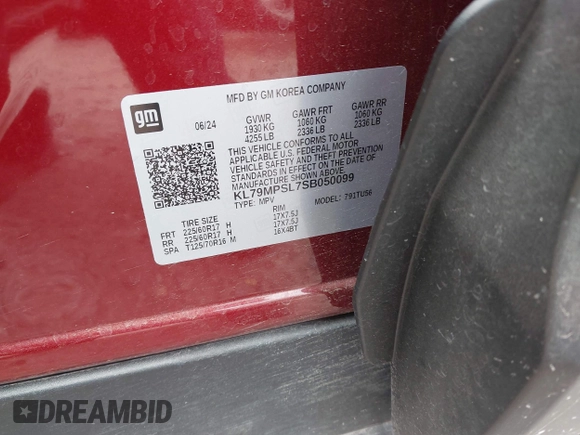 MFD BY GM KOREA COMPANY
gm
06/24
GVWR GAWR FRT GAWR RR
1930 KG 1060 KG 1060 KG
4255 LB 2336 LB 2336 LB
THIS VEHICLE CONFORMS TO ALL
APPLICABLE U.S. FEDERAL MOTOR
VEHICLE SAFETY AND THEFT PREVENTION
STANDARDS IN EFFECT ON THE DATE OF
MANUFACTURE SHOWN ABOVE.
KL79MPSL7SB050099
TYPE: MPV MODEL: 791TUS6
TIRE SIZE RIM
FRT 225/60R17 H 17X7.5J
RR 225/60R17 H 17X7.5J
SPA T125/70R16 M 16X4BT
DREAMBID